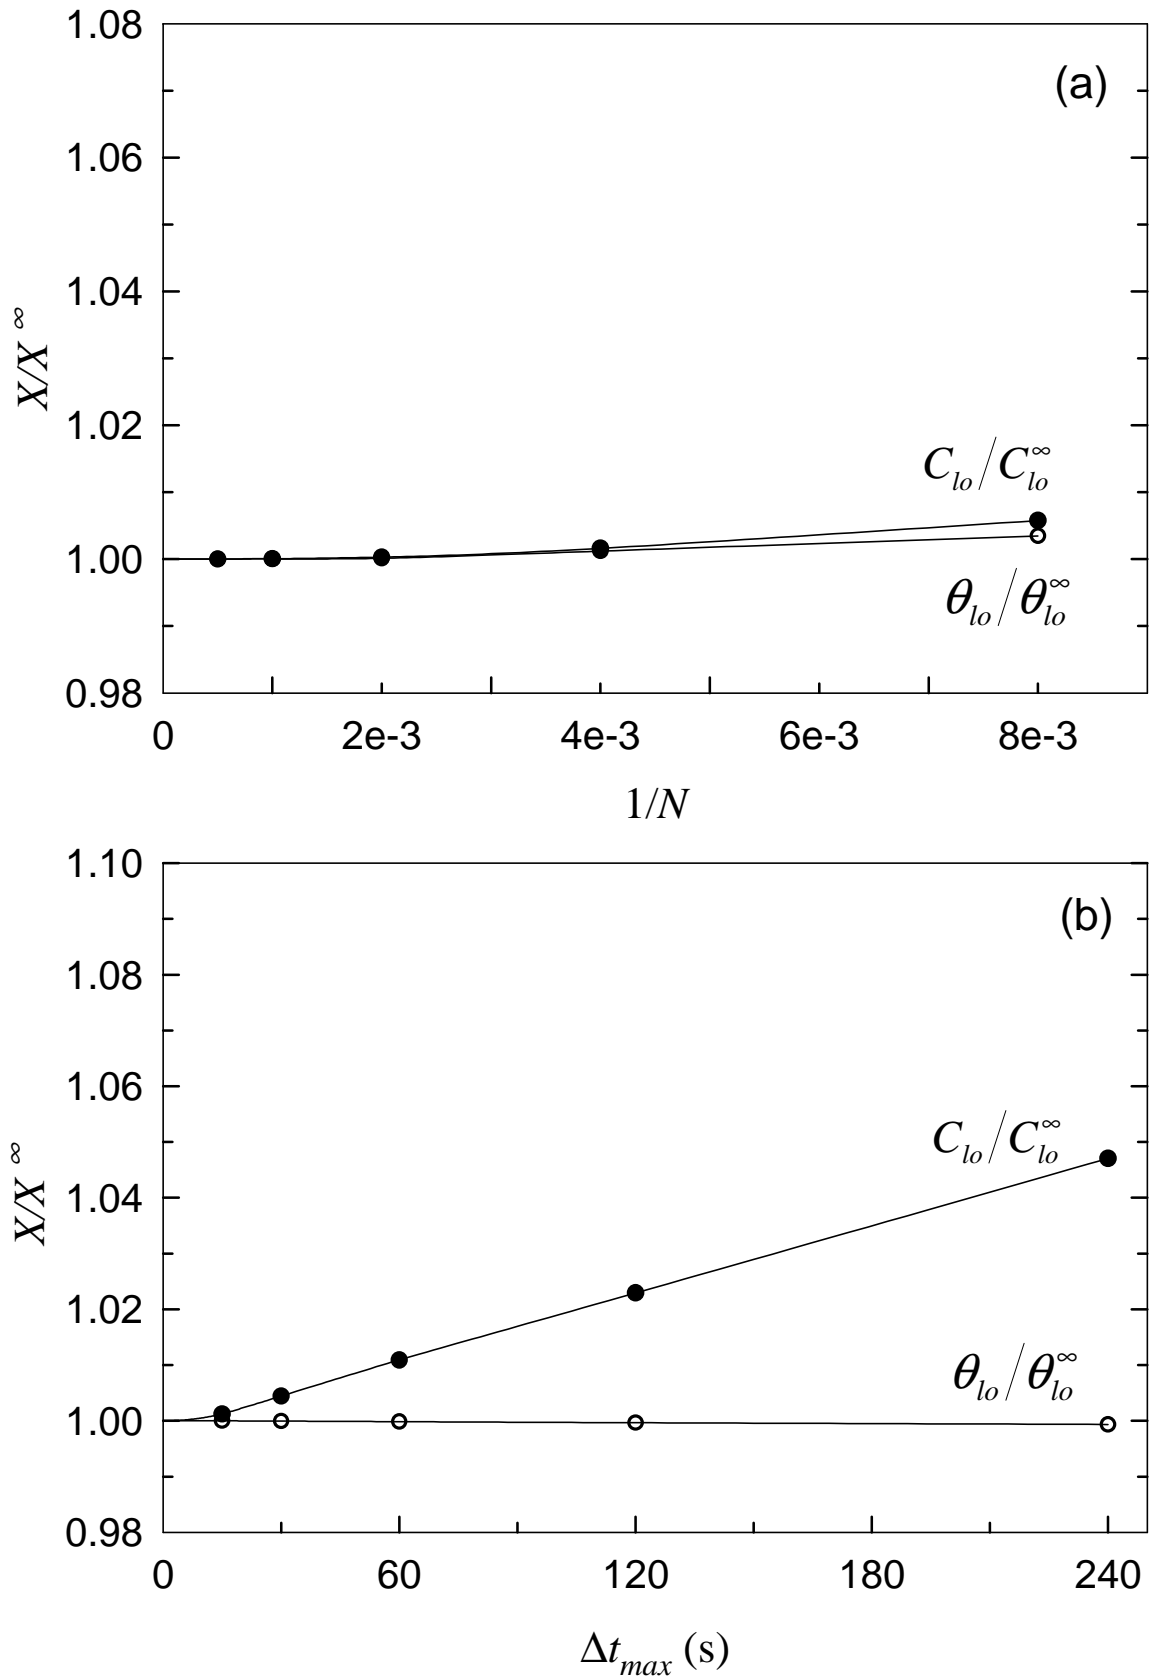 1.08
(a)
1.06
1.04
X/X ∞
1.02
C_lo/C_lo^∞
1.00
θ_lo/θ_lo^∞
0.98
0 2e-3 4e-3 6e-3 8e-3
1/N
1.10
(b)
1.08
1.06
C_lo/C_lo^∞
X/X ∞
1.04
1.02
θ_lo/θ_lo^∞
1.00
0.98
0 60 120 180 240
Δt_max (s)